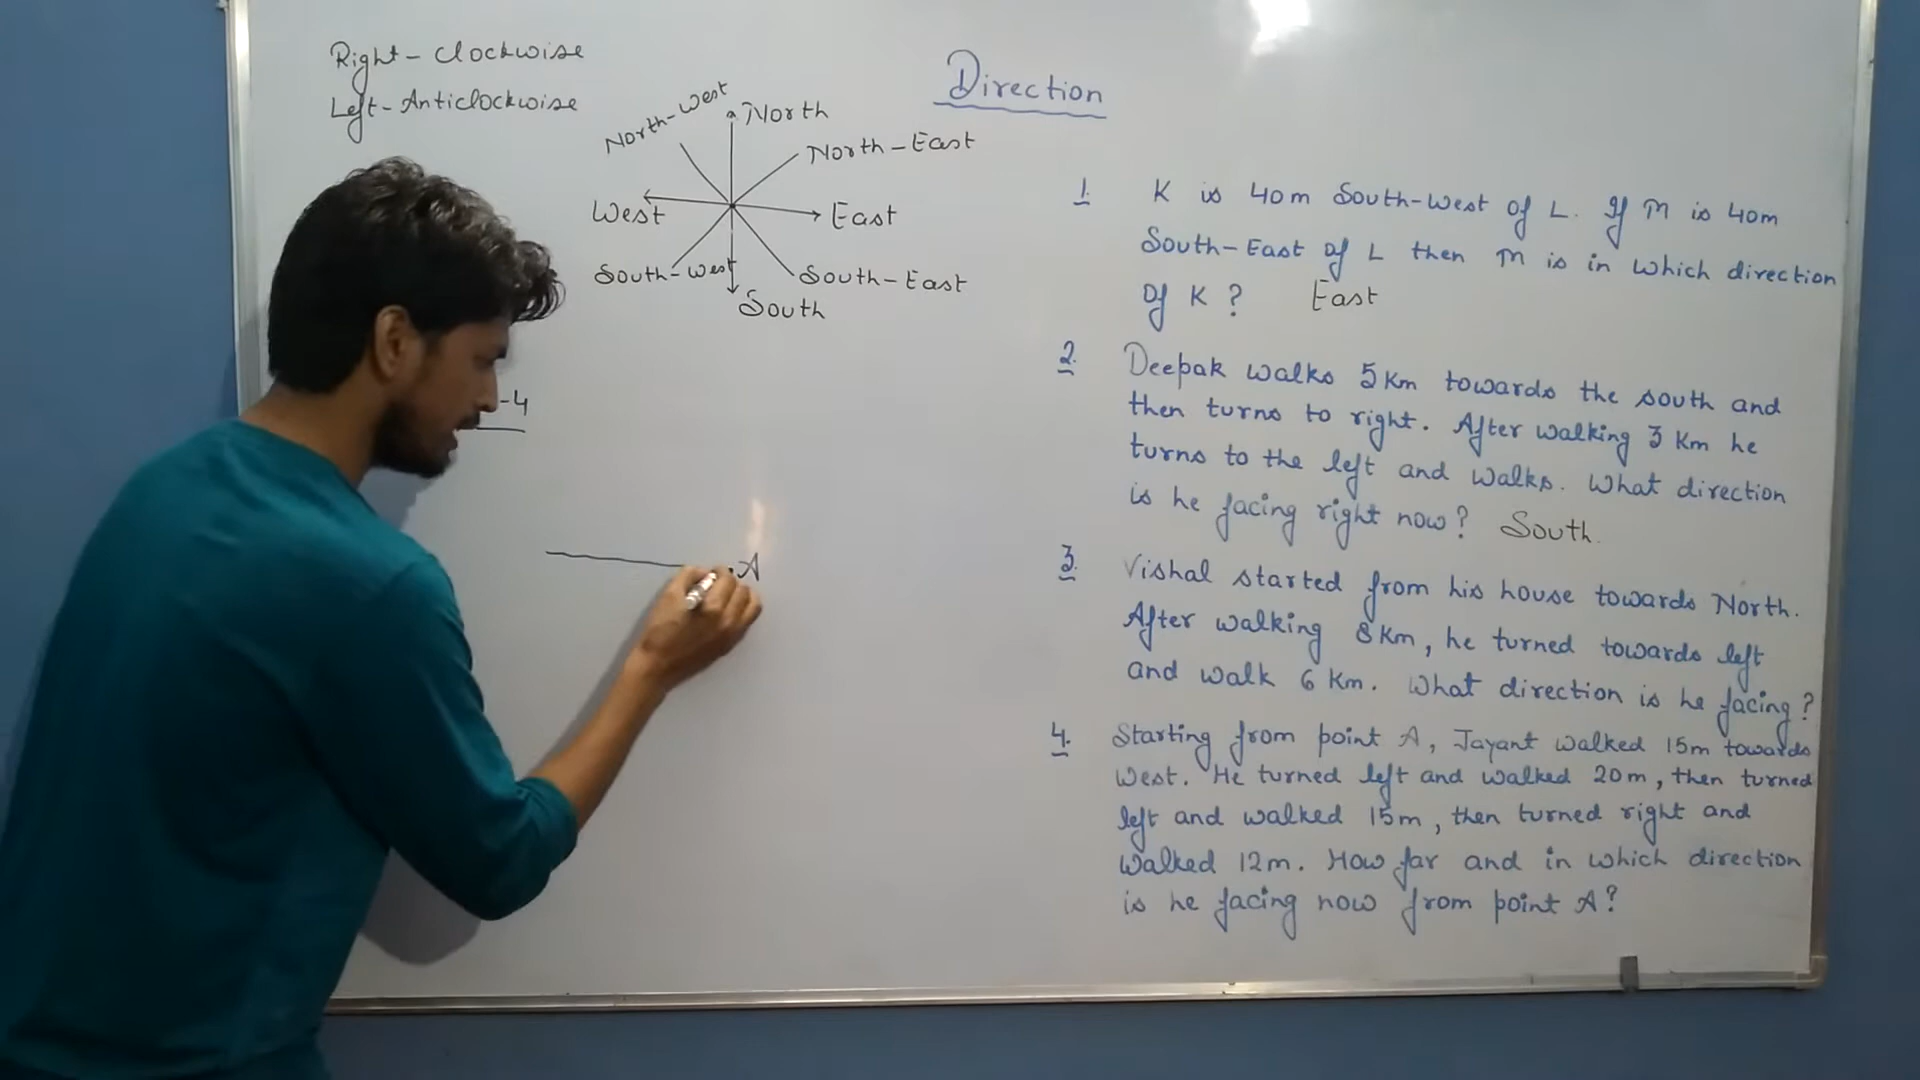 Right - Clockwise
Left - Anticlockwise
Direction
North-West
North
North-East
West
East
South-West
South-East
South
-4
A
1. K is 40m South-West of L. If M is 40m
South-East of L then M is in which direction
of K? East
2. Deepak walks 5 Km towards the south and
then turns to right. After walking 3 Km he
turns to the left and walks. What direction
is he facing right now? South.
3. Vishal started from his house towards North.
After walking 8 Km, he turned towards left
and walk 6 Km. What direction is he facing?
4. Starting from point A, Jayant walked 15m towards
West. He turned left and walked 20m, then turned
left and walked 15m, then turned right and
walked 12m. How far and in which direction
is he facing now from point A?